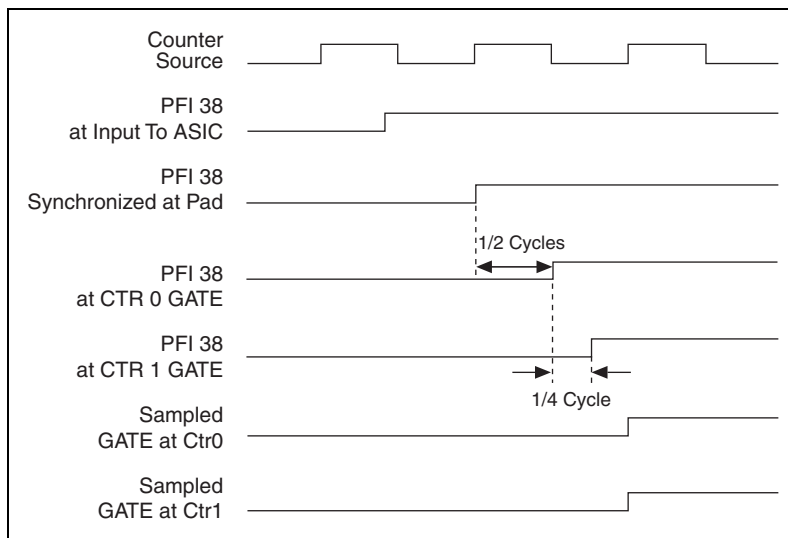 Counter
Source
PFI 38
at Input To ASIC
PFI 38
Synchronized at Pad
1/2 Cycles
PFI 38
at CTR 0 GATE
PFI 38
at CTR 1 GATE
1/4 Cycle
Sampled
GATE at Ctr0
Sampled
GATE at Ctr1